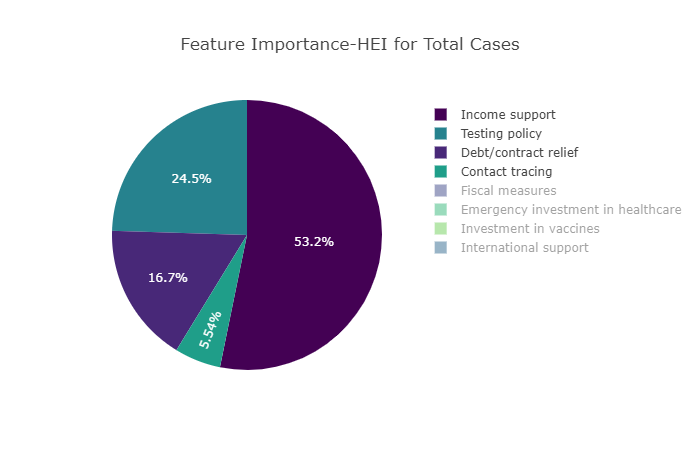 Feature Importance-HEI for Total Cases
Income support
Testing policy
Debt/contract relief
Contact tracing
Fiscal measures
Emergency investment in healthcare
Investment in vaccines
International support
24.5%
53.2%
16.7%
5.54%